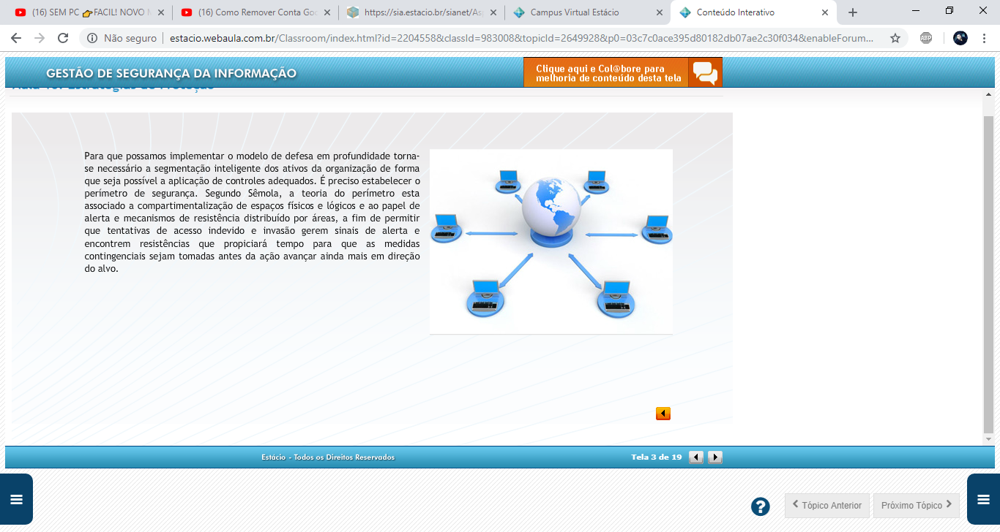 (16) SEM PC 👉FACIL! NOVO
(16) Como Remover Conta Goo
https://sia.estacio.br/sianet/Asp
Campus Virtual Estácio
Conteúdo Interativo
Não seguro
estacio.webaula.com.br/Classroom/index.html?id=2204558&classId=983008&topicId=2649928&p0=03c7c0ace395d80182db07ae2c30f034&enableForum...
ABP
GESTÃO DE SEGURANÇA DA INFORMAÇÃO
Clique aqui e Col@bore para
melhoria de conteúdo desta tela
Aula 10: Estratégias de Proteção
Para que possamos implementar o modelo de defesa em profundidade torna-
se necessário a segmentação inteligente dos ativos da organização de forma
que seja possível a aplicação de controles adequados. É preciso estabelecer o
perímetro de segurança. Segundo Sêmola, a teoria do perímetro esta
associado a compartimentalização de espaços físicos e lógicos e ao papel de
alerta e mecanismos de resistência distribuído por áreas, a fim de permitir
que tentativas de acesso indevido e invasão gerem sinais de alerta e
encontrem resistências que propiciará tempo para que as medidas
contingenciais sejam tomadas antes da ação avançar ainda mais em direção
do alvo.
Estácio - Todos os Direitos Reservados
Tela 3 de 19
?
Tópico Anterior
Próximo Tópico